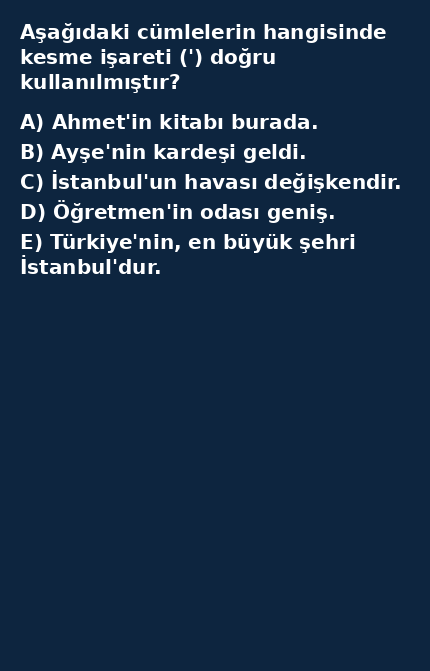 Aşağıdaki cümlelerin hangisinde
kesme işareti (') doğru
kullanılmıştır?
A) Ahmet'in kitabı burada.
B) Ayşe'nin kardeşi geldi.
C) İstanbul'un havası değişkendir.
D) Öğretmen'in odası geniş.
E) Türkiye'nin, en büyük şehri
İstanbul'dur.